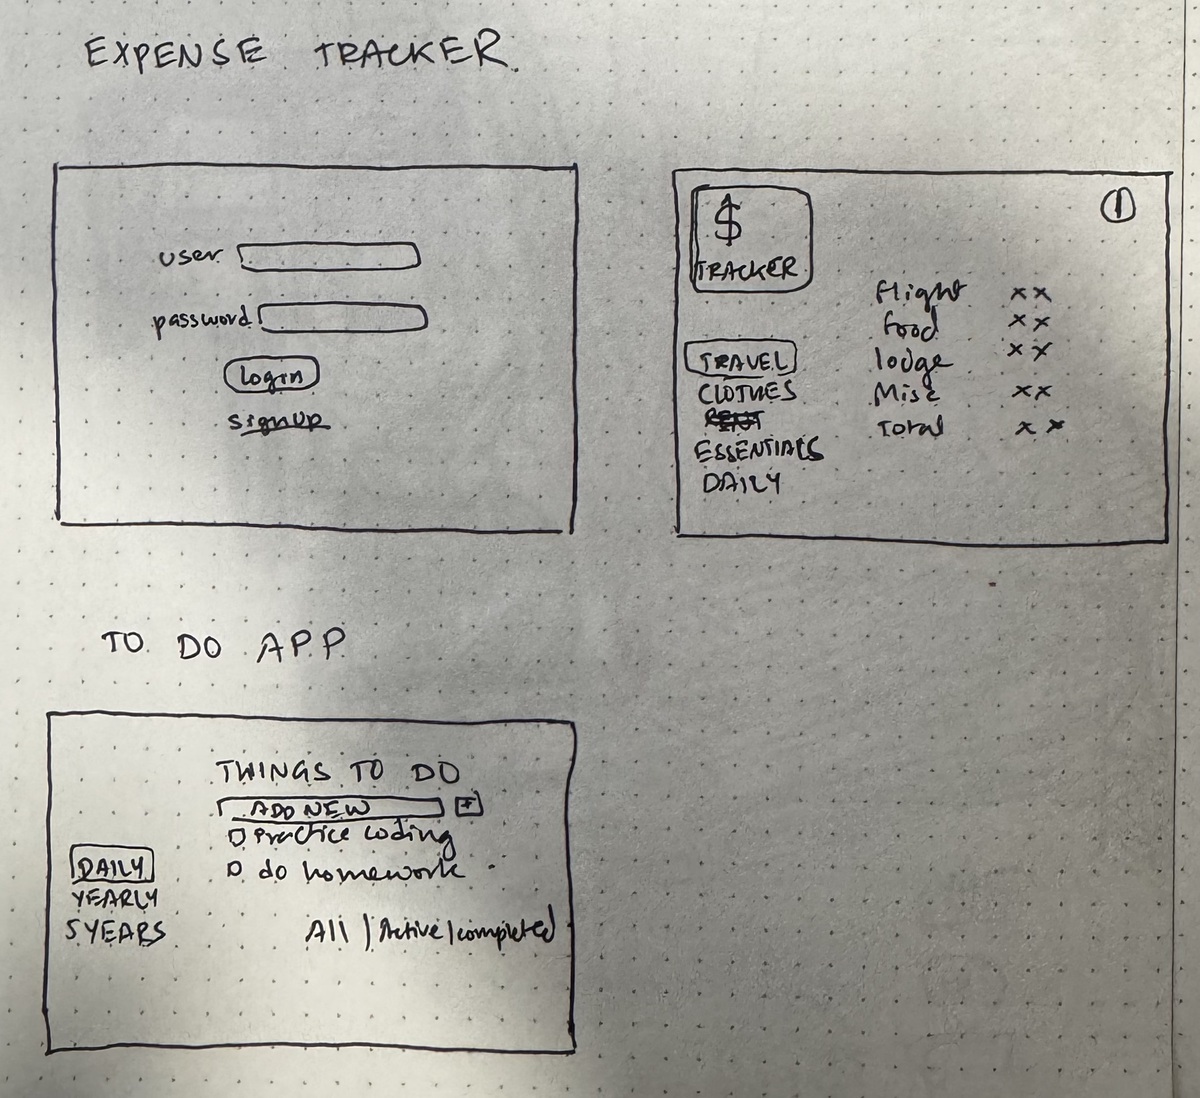 EXPENSE TRACKER
user
password
login
signup
$
TRACKER
TRAVEL
CLOTHES
RENT
ESSENTIALS
DAILY
flight xx
food xx
lodge xx
Misc xx
Total xx
TO DO APP
THINGS TO DO
ADD NEW +
Practice coding
do homework
DAILY
YEARLY
5YEARS
All | Active | completed